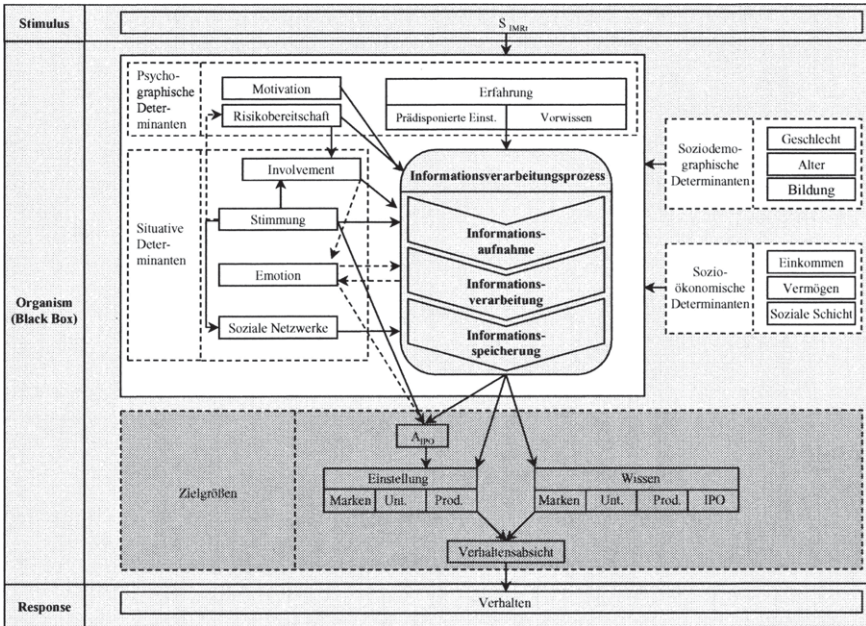 Stimulus
S IMRt
Organism
(Black Box)
Psycho-
graphische
Deter-
minanten
Motivation
Risikobereitschaft
Erfahrung
Prädisponierte Einst.
Vorwissen
Situative
Deter-
minanten
Involvement
Stimmung
Emotion
Soziale Netzwerke
Informationsverarbeitungsprozess
Informations-
aufnahme
Informations-
verarbeitung
Informations-
speicherung
Soziodemo-
graphische
Determinanten
Geschlecht
Alter
Bildung
Sozio-
ökonomische
Determinanten
Einkommen
Vermögen
Soziale Schicht
Zielgrößen
A IPO
Einstellung
Marken
Unt.
Prod.
Wissen
Marken
Unt.
Prod.
IPO
Verhaltensabsicht
Response
Verhalten